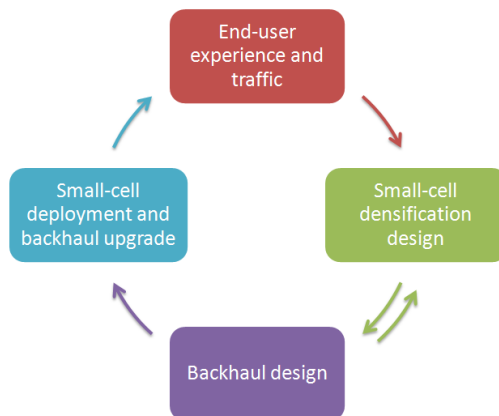 End-user
experience and
traffic
Small-cell
deployment and
backhaul upgrade
Small-cell
densification
design
Backhaul design